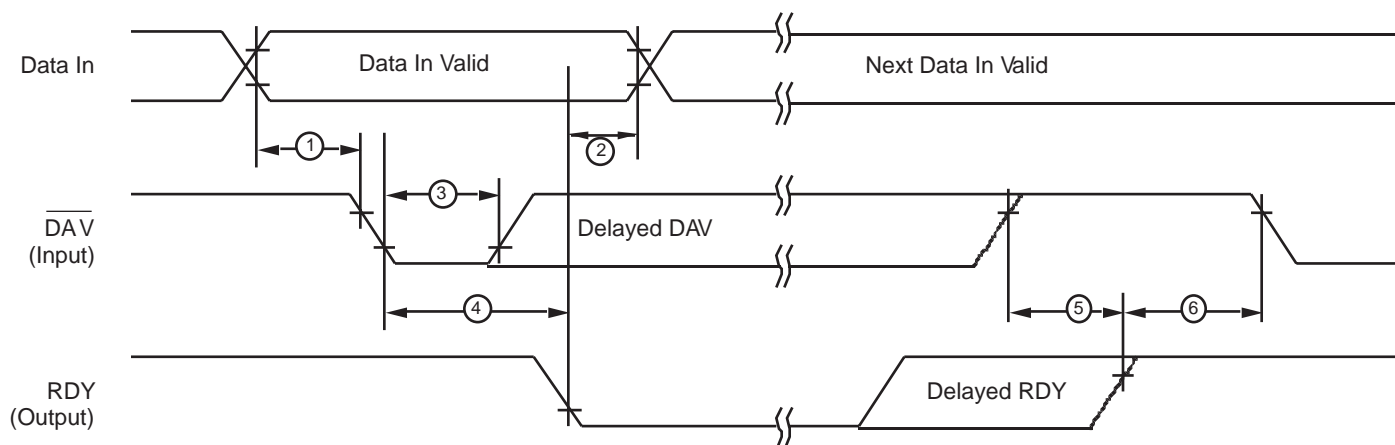 Data In
Data In Valid
Next Data In Valid
1
2
3
DAV
(Input)
Delayed DAV
4
5
6
RDY
(Output)
Delayed RDY